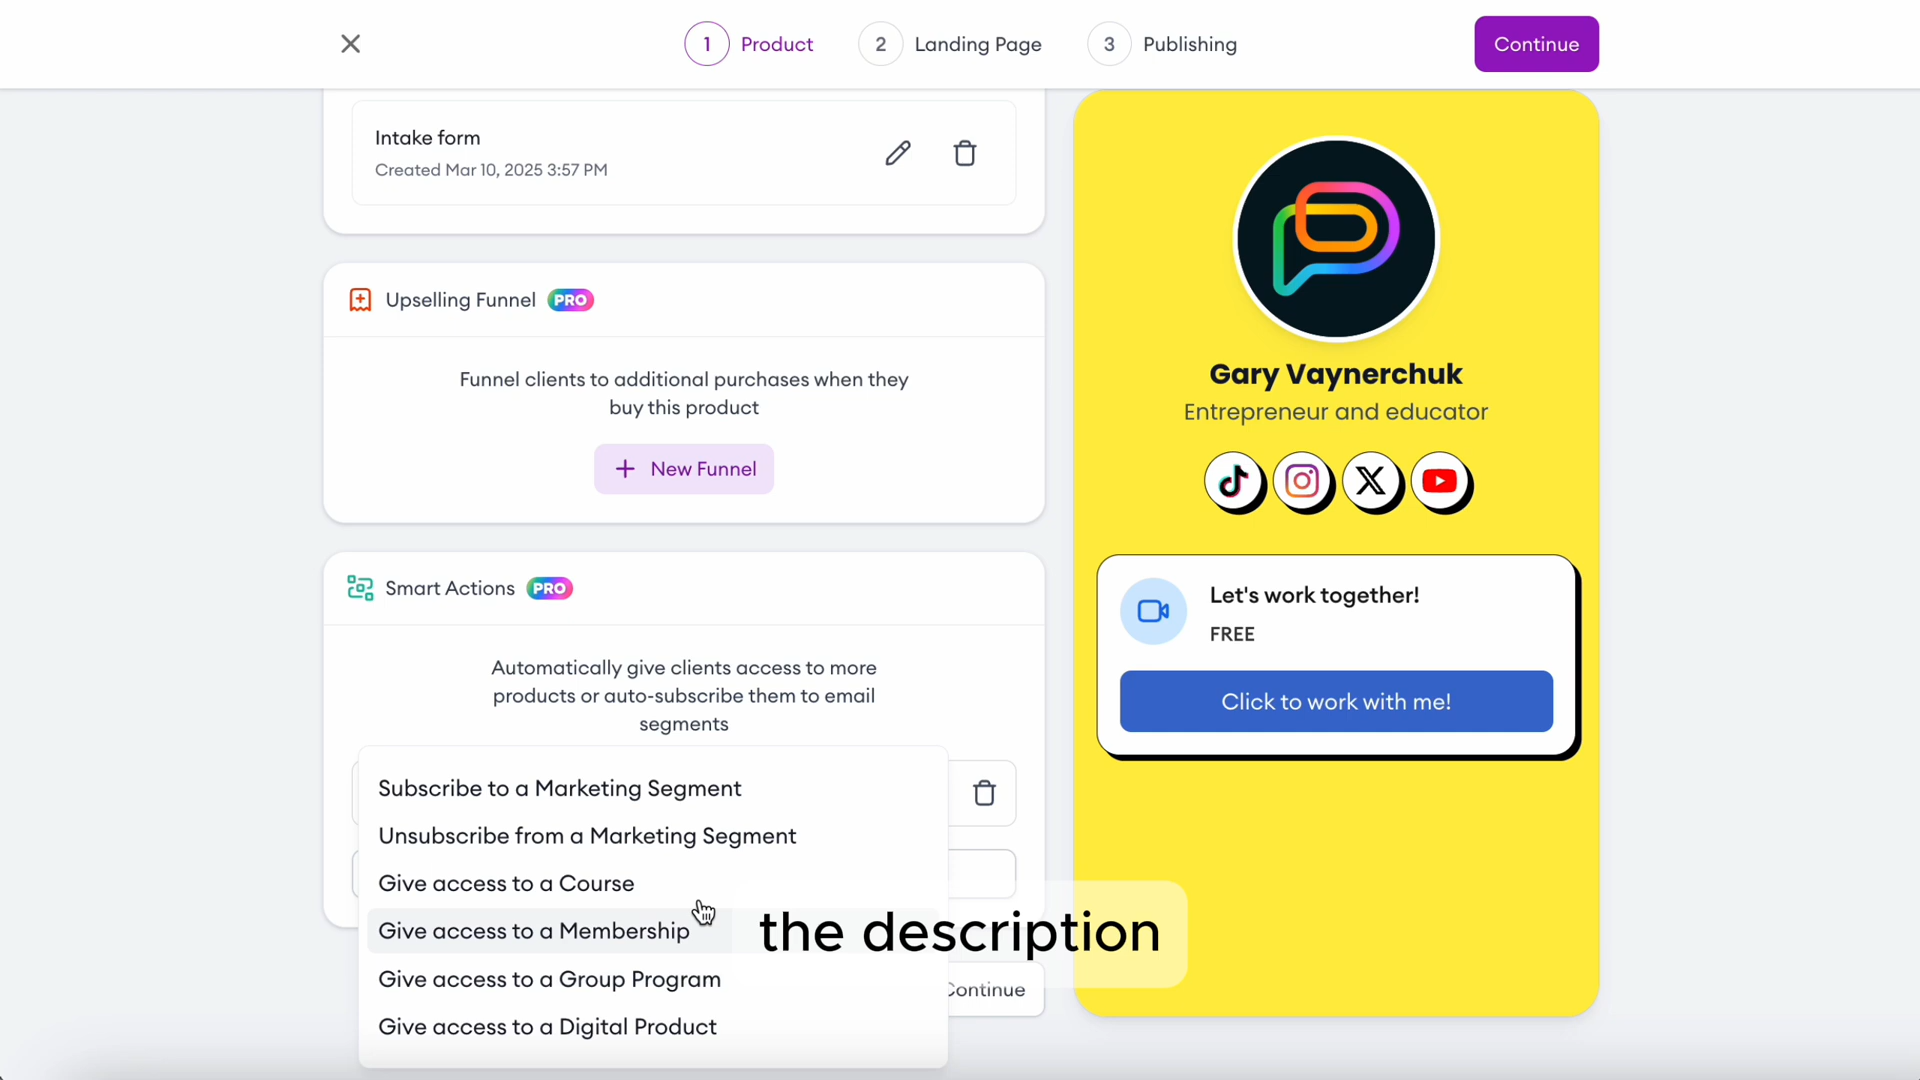 1 Product 2 Landing Page 3 Publishing Continue
Intake form
Created Mar 10, 2025 3:57 PM
Upselling Funnel PRO
Funnel clients to additional purchases when they
buy this product
+ New Funnel
Smart Actions PRO
Automatically give clients access to more
products or auto-subscribe them to email
segments
Subscribe to a Marketing Segment
Unsubscribe from a Marketing Segment
Give access to a Course
Give access to a Membership
Give access to a Group Program
Give access to a Digital Product
Continue
the description
Gary Vaynerchuk
Entrepreneur and educator
Let's work together!
FREE
Click to work with me!